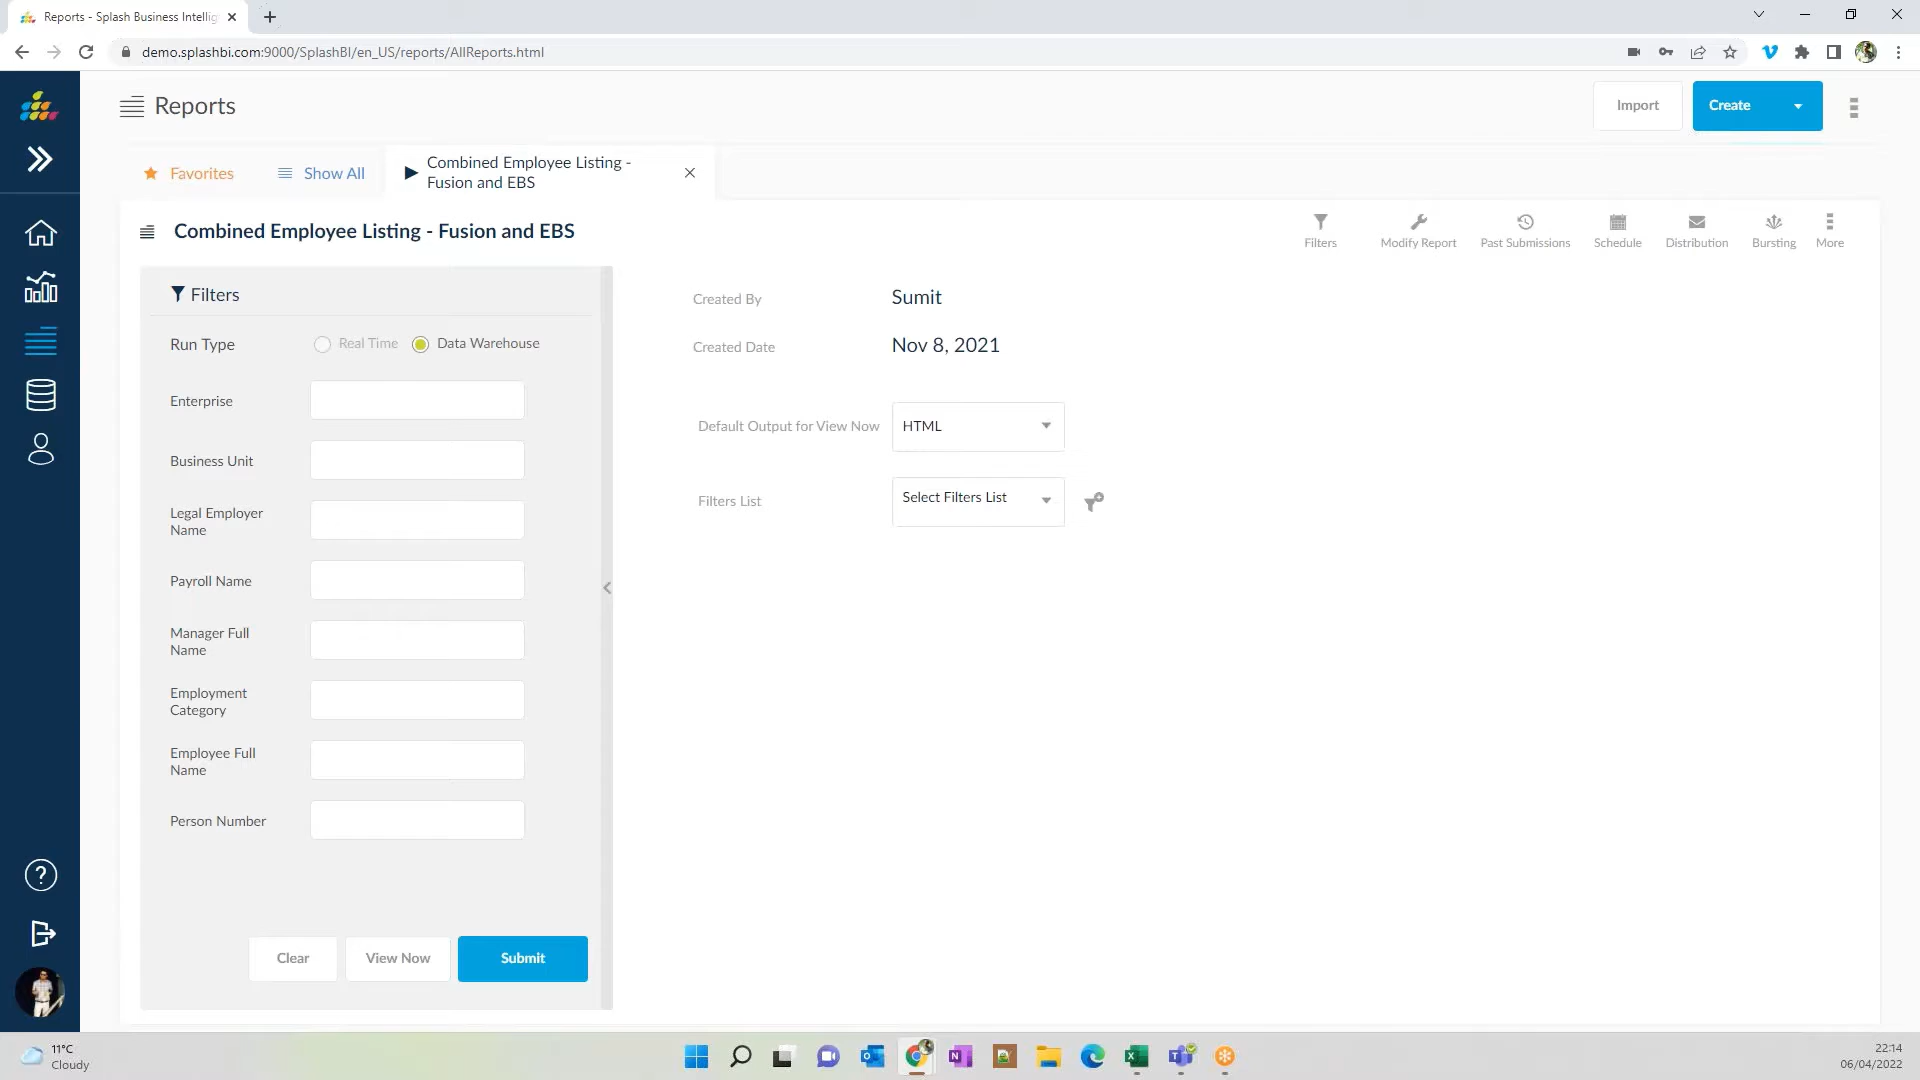 Reports - Splash Business Intellig
demo.splashbi.com:9000/SplashBI/en_US/reports/AllReports.html
Reports
Import
Create
Favorites
Show All
Combined Employee Listing -
Fusion and EBS
Combined Employee Listing - Fusion and EBS
Filters
Modify Report
Past Submissions
Schedule
Distribution
Bursting
More
Filters
Run Type
Real Time
Data Warehouse
Enterprise
Business Unit
Legal Employer
Name
Payroll Name
Manager Full
Name
Employment
Category
Employee Full
Name
Person Number
Clear
View Now
Submit
Created By
Sumit
Created Date
Nov 8, 2021
Default Output for View Now
HTML
Filters List
Select Filters List
11°C
Cloudy
22:14
06/04/2022